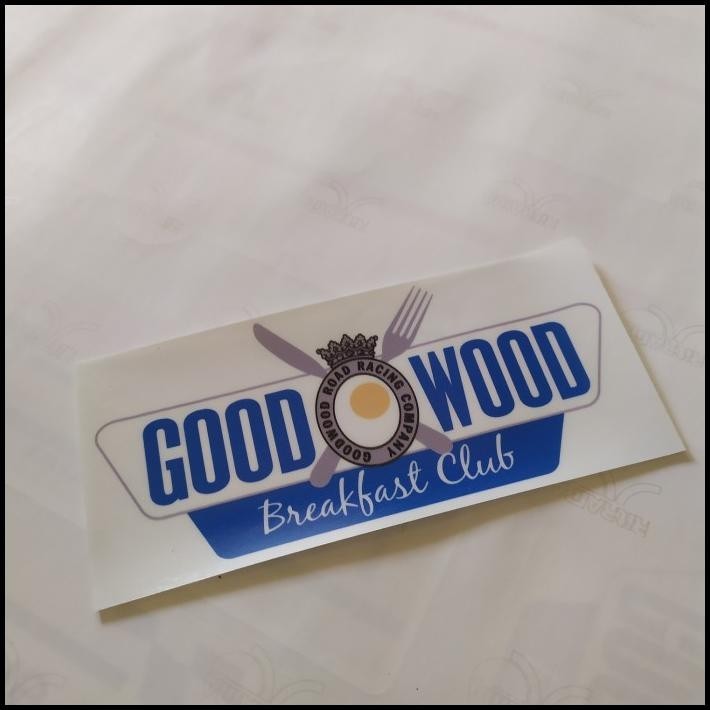 GOOD WOOD
GOODWOOD ROAD RACING COMPANY
Breakfast Club